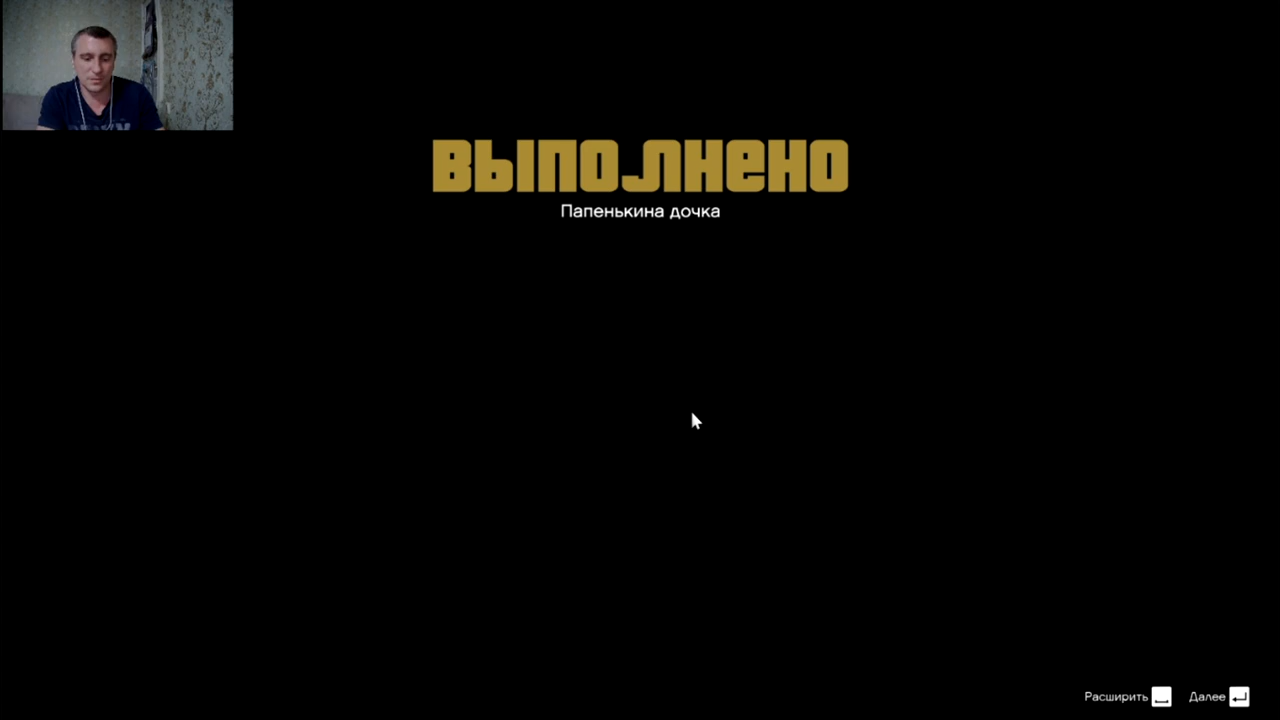 выполнено
Папенькина дочка
Расширить
Далее